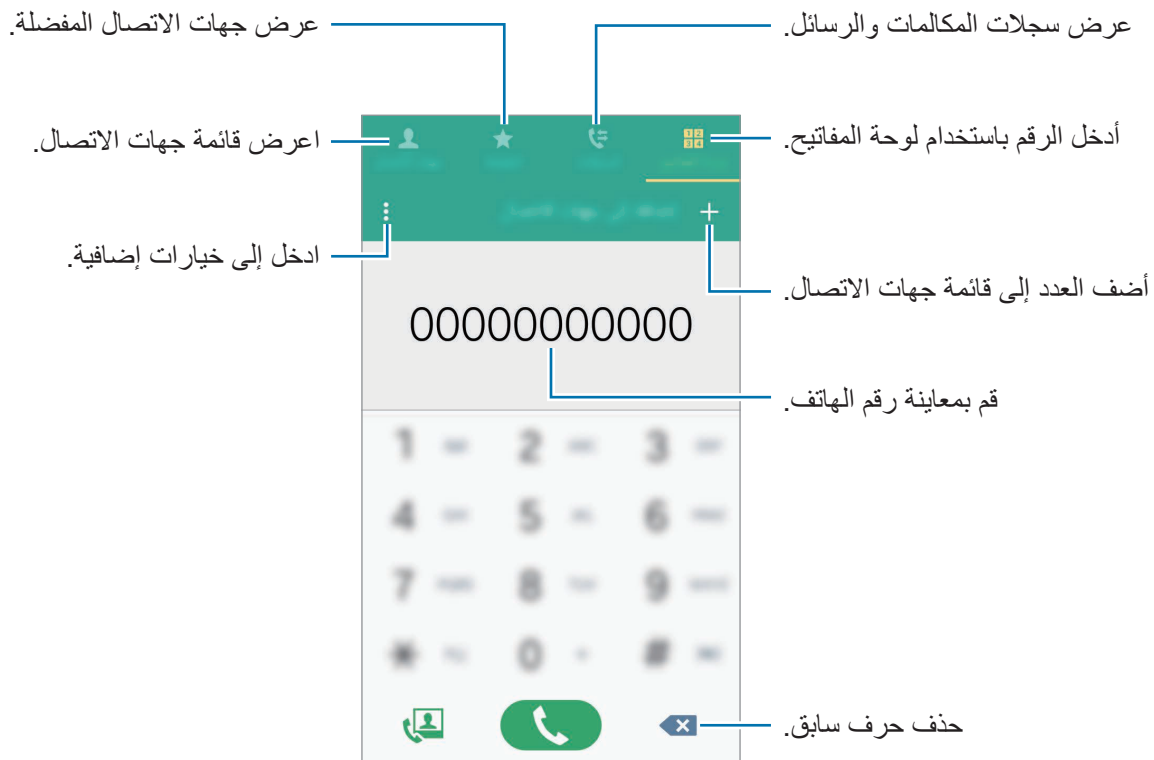 عرض سجلات المكالمات والرسائل.
عرض جهات الاتصال المفضلة.
أدخل الرقم باستخدام لوحة المفاتيح.
اعرض قائمة جهات الاتصال.
ادخل إلى خيارات إضافية.
أضف العدد إلى قائمة جهات الاتصال.
00000000000
قم بمعاينة رقم الهاتف.
1 2 3
4 5 6
7 8 9
* 0 #
حذف حرف سابق.